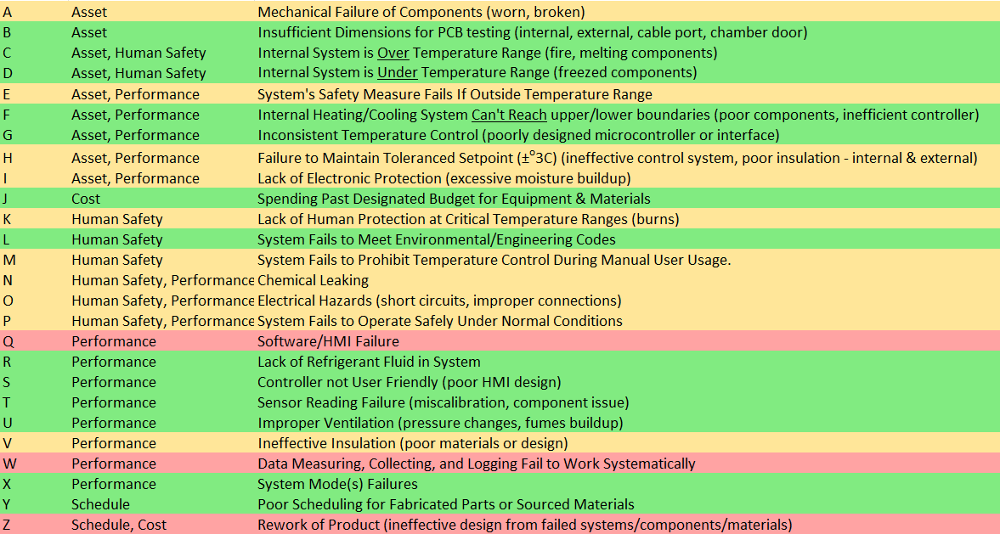 A Asset Mechanical Failure of Components (worn, broken)
B Asset Insufficient Dimensions for PCB testing (internal, external, cable port, chamber door)
C Asset, Human Safety Internal System is Over Temperature Range (fire, melting components)
D Asset, Human Safety Internal System is Under Temperature Range (freezed components)
E Asset, Performance System's Safety Measure Fails If Outside Temperature Range
F Asset, Performance Internal Heating/Cooling System Can't Reach upper/lower boundaries (poor components, inefficient controller)
G Asset, Performance Inconsistent Temperature Control (poorly designed microcontroller or interface)
H Asset, Performance Failure to Maintain Toleranced Setpoint (±°3C) (ineffective control system, poor insulation - internal & external)
I Asset, Performance Lack of Electronic Protection (excessive moisture buildup)
J Cost Spending Past Designated Budget for Equipment & Materials
K Human Safety Lack of Human Protection at Critical Temperature Ranges (burns)
L Human Safety System Fails to Meet Environmental/Engineering Codes
M Human Safety System Fails to Prohibit Temperature Control During Manual User Usage.
N Human Safety, Performance Chemical Leaking
O Human Safety, Performance Electrical Hazards (short circuits, improper connections)
P Human Safety, Performance System Fails to Operate Safely Under Normal Conditions
Q Performance Software/HMI Failure
R Performance Lack of Refrigerant Fluid in System
S Performance Controller not User Friendly (poor HMI design)
T Performance Sensor Reading Failure (miscalibration, component issue)
U Performance Improper Ventilation (pressure changes, fumes buildup)
V Performance Ineffective Insulation (poor materials or design)
W Performance Data Measuring, Collecting, and Logging Fail to Work Systematically
X Performance System Mode(s) Failures
Y Schedule Poor Scheduling for Fabricated Parts or Sourced Materials
Z Schedule, Cost Rework of Product (ineffective design from failed systems/components/materials)